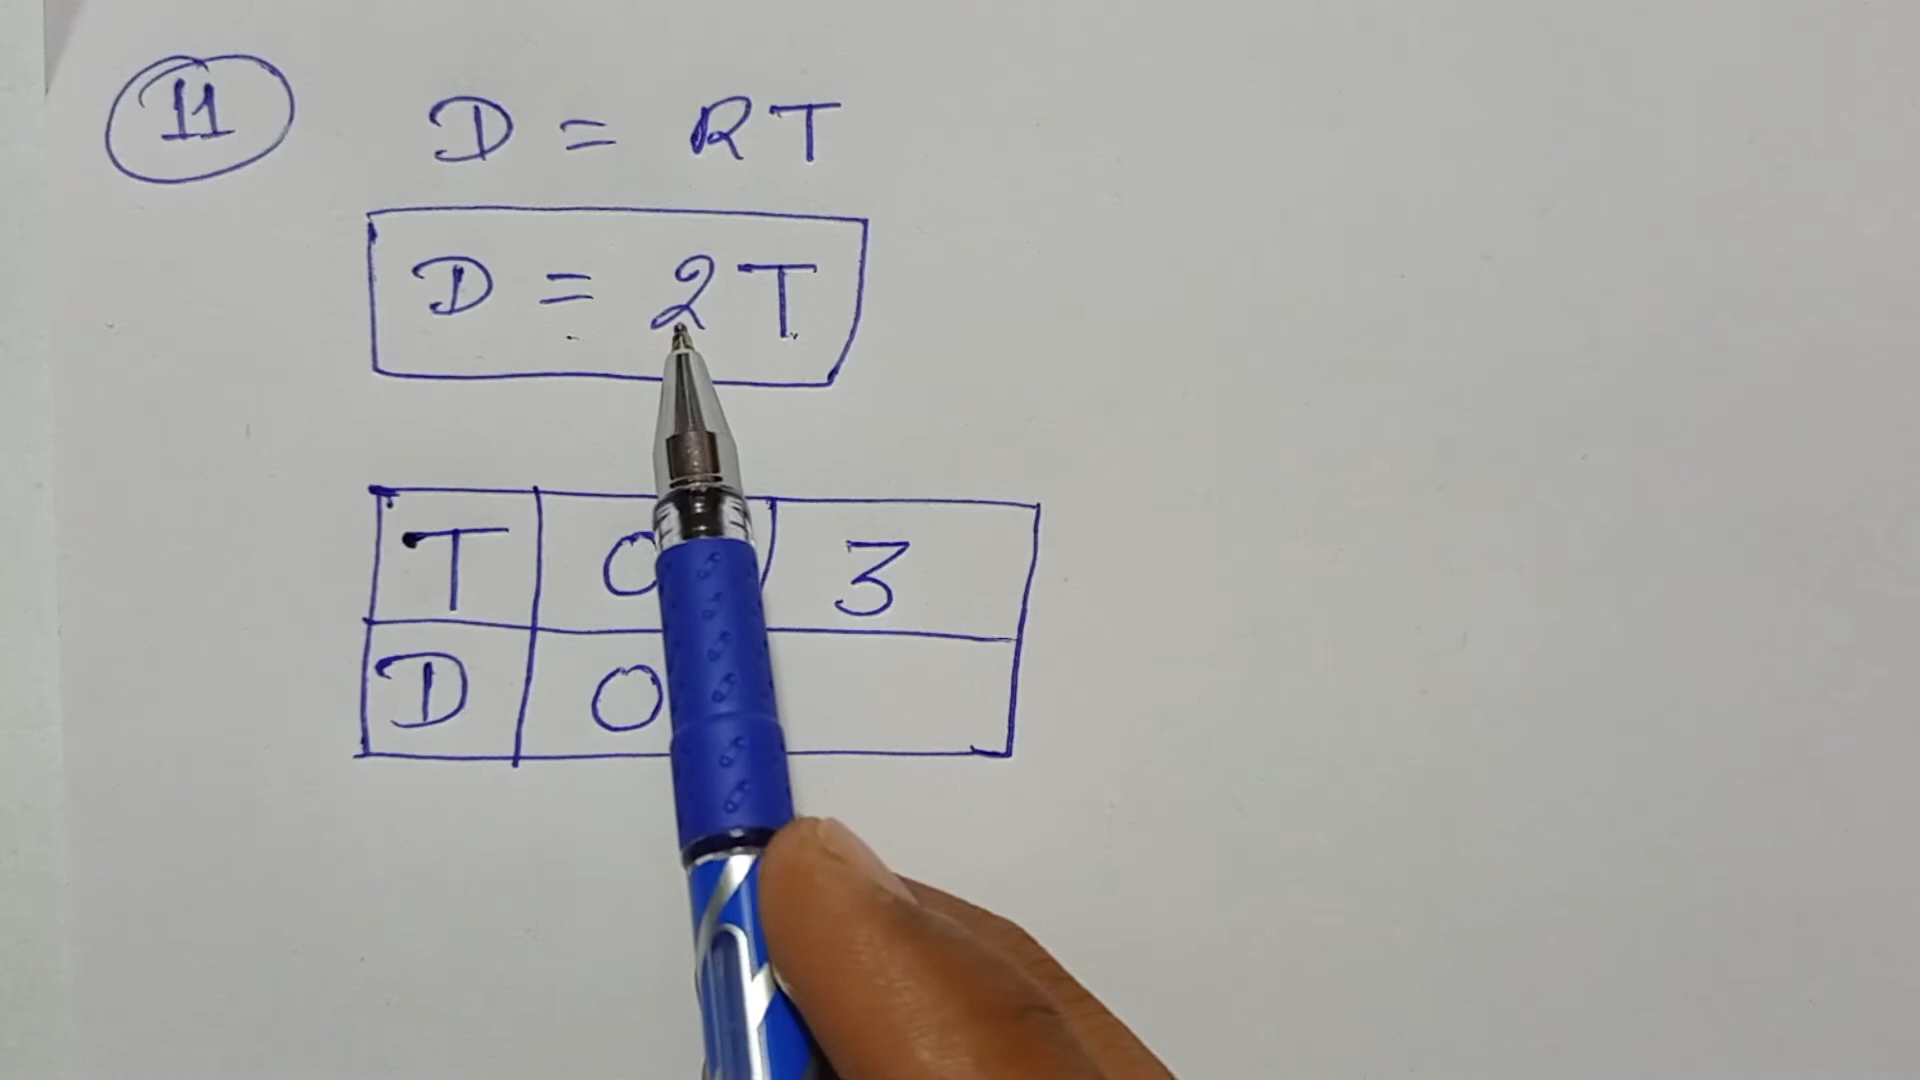 11 D = RT
D = 2T
T 0 3
D 0